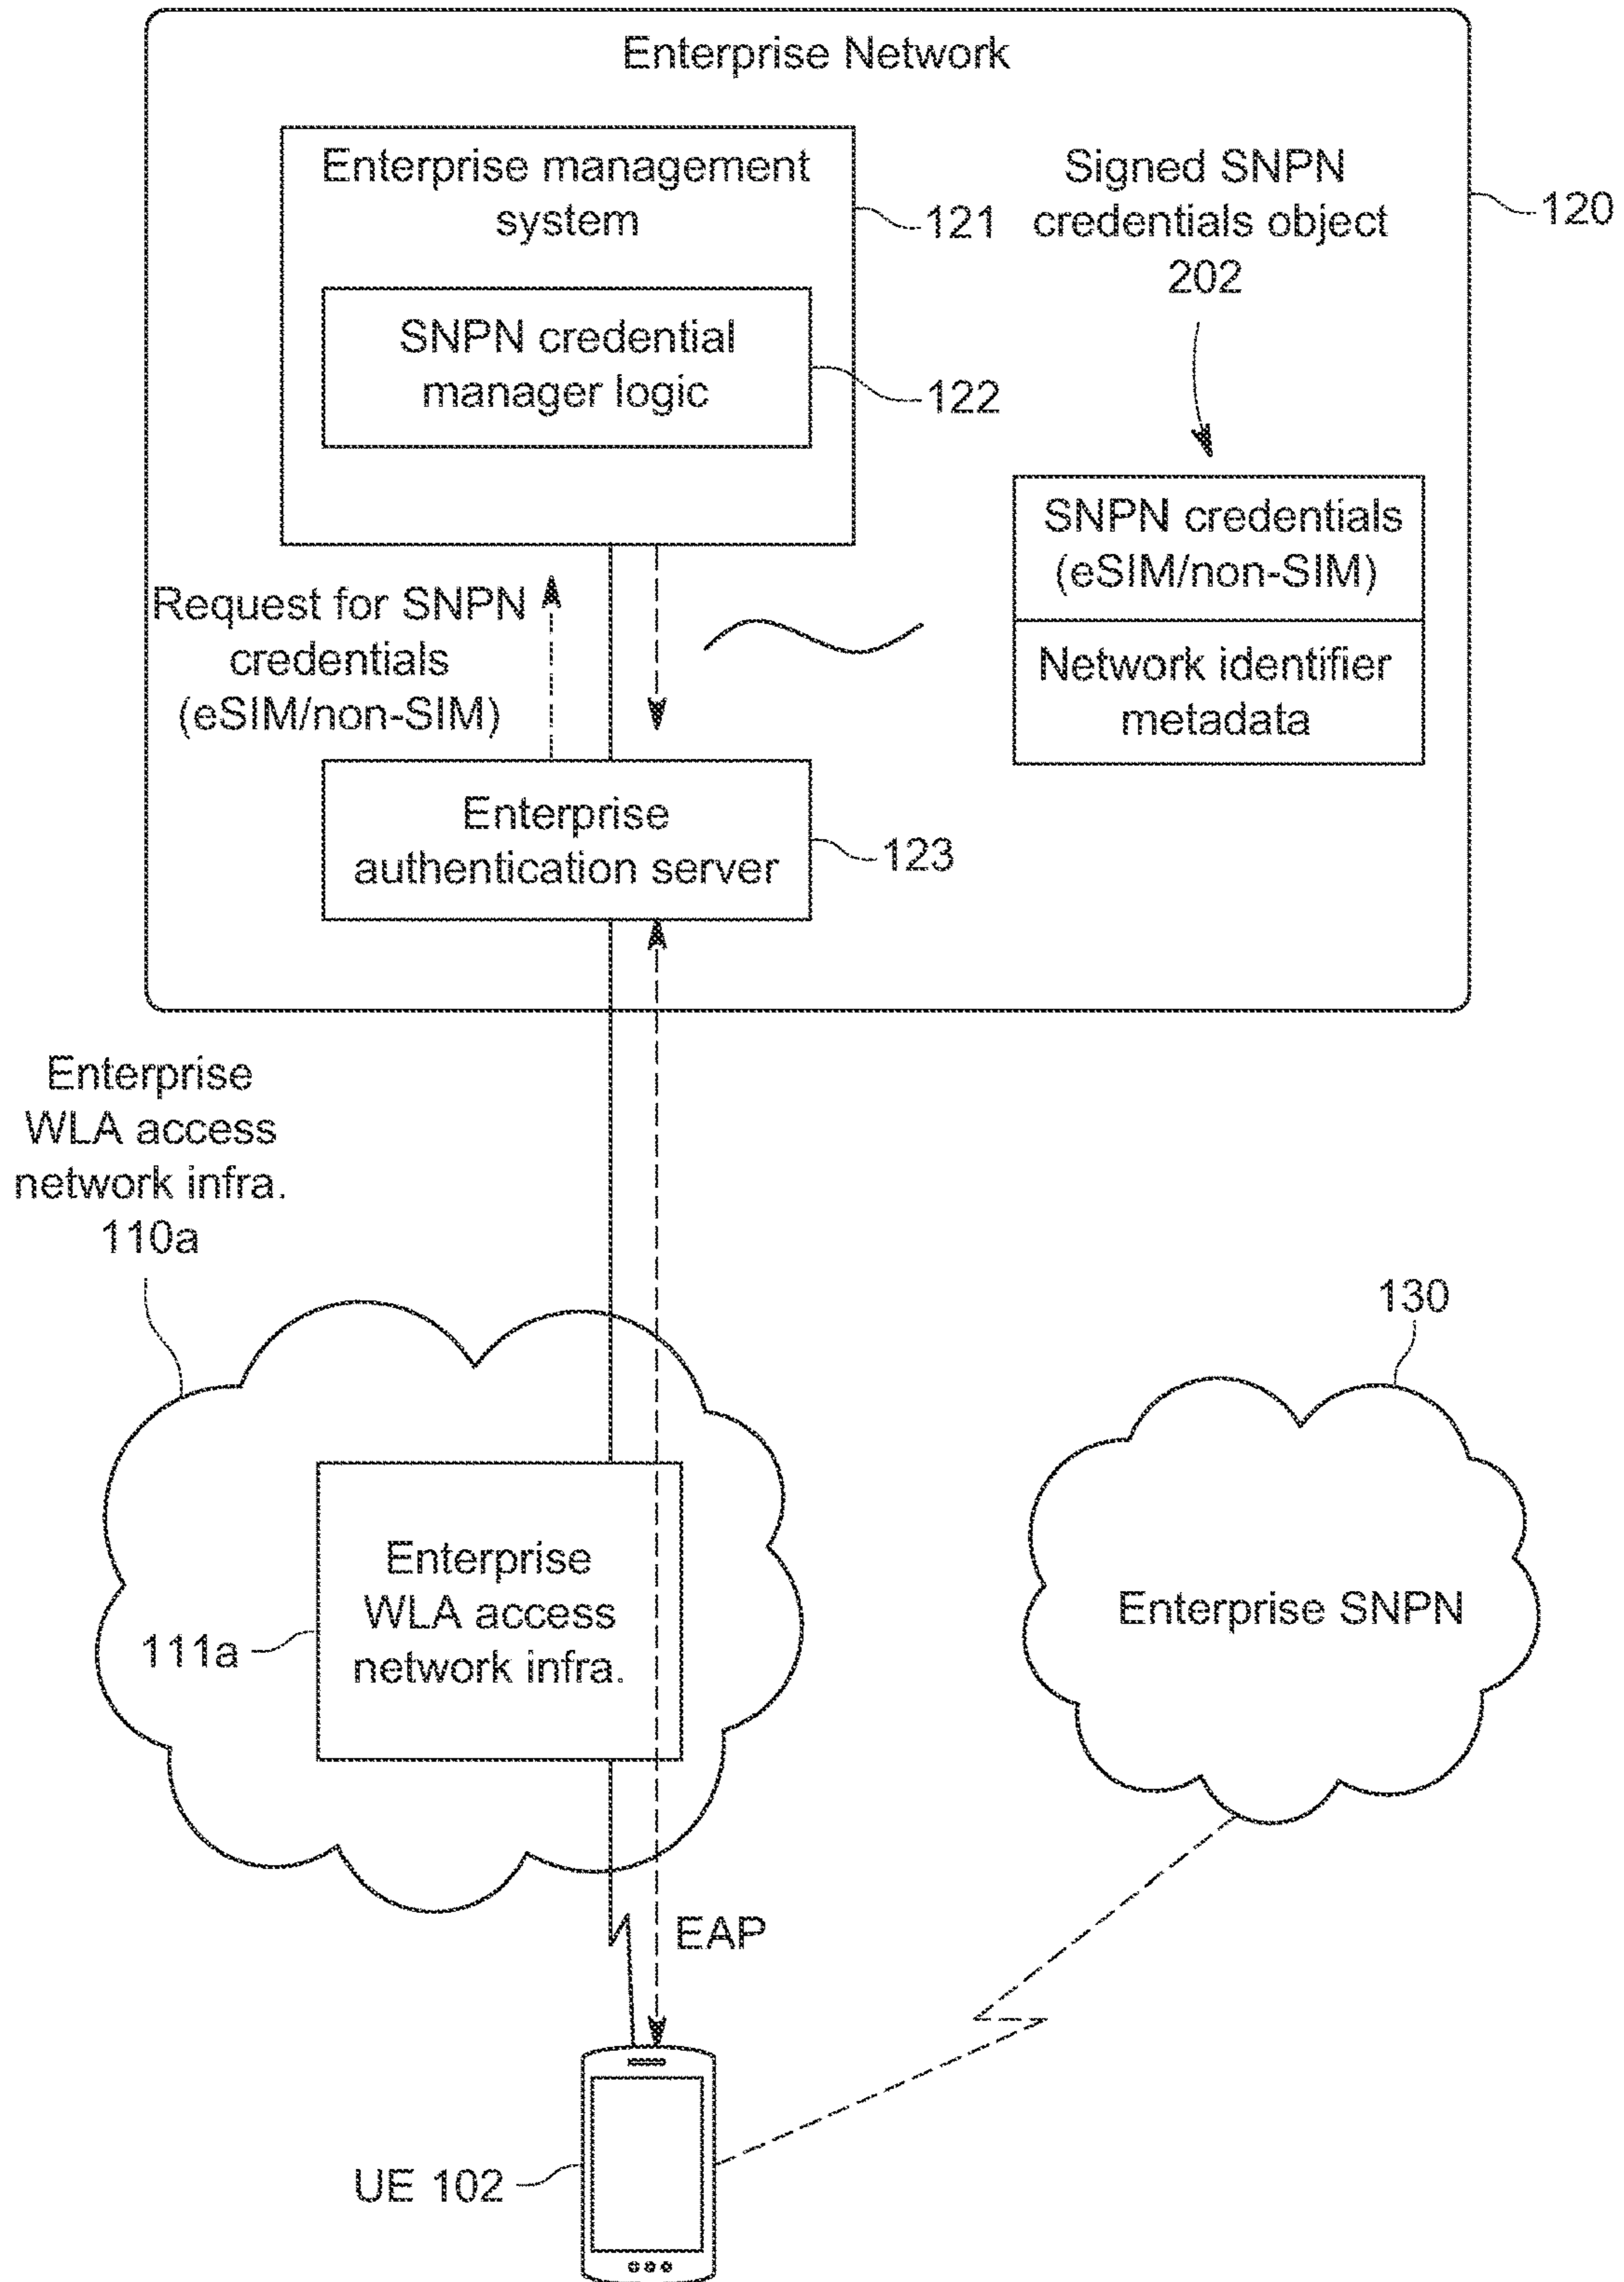 Enterprise Network
Enterprise management
system
121
SNPN credential
manager logic
122
Signed SNPN
credentials object
202
120
SNPN credentials
(eSIM/non-SIM)
Network identifier
metadata
Request for SNPN
credentials
(eSIM/non-SIM)
Enterprise
authentication server
123
Enterprise
WLA access
network infra.
110a
130
Enterprise
WLA access
network infra.
111a
Enterprise SNPN
EAP
UE 102